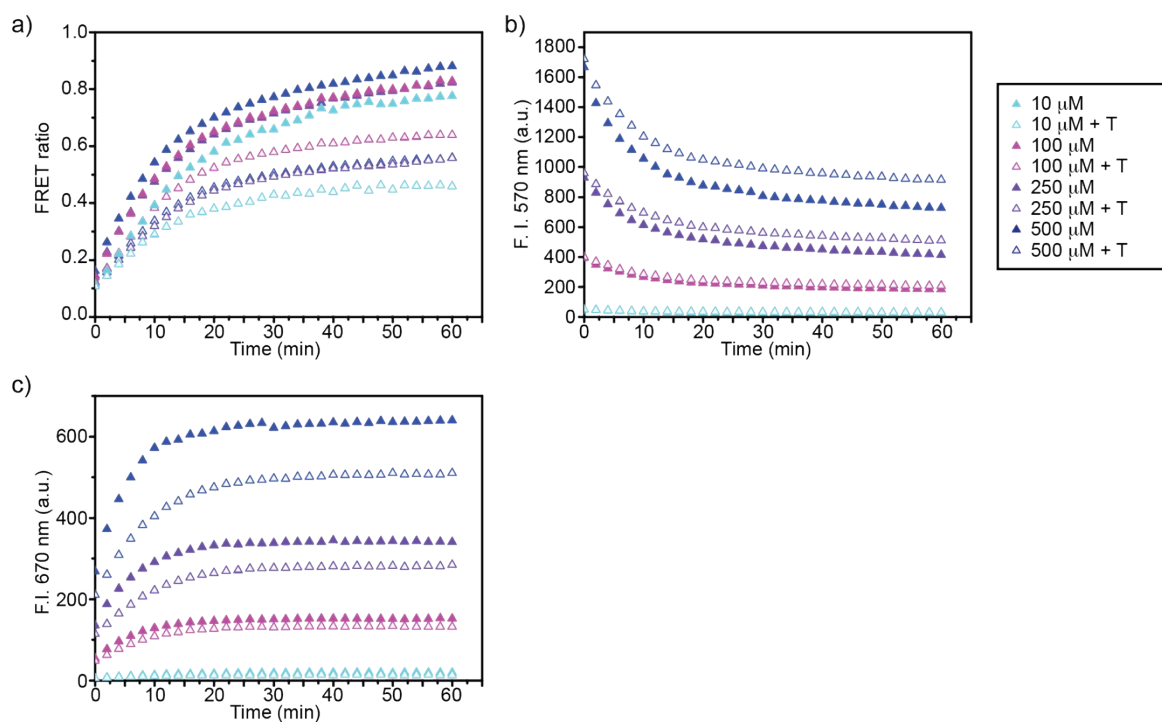 a)
1.0
0.8
0.6
0.4
0.2
0.0
FRET ratio
0 10 20 30 40 50 60
Time (min)
b)
1800
1600
1400
1200
1000
800
600
400
200
0
F. I. 570 nm (a.u.)
0 10 20 30 40 50 60
Time (min)
10 μM
10 μM + T
100 μM
100 μM + T
250 μM
250 μM + T
500 μM
500 μM + T
c)
600
400
200
0
F.I. 670 nm (a.u.)
0 10 20 30 40 50 60
Time (min)